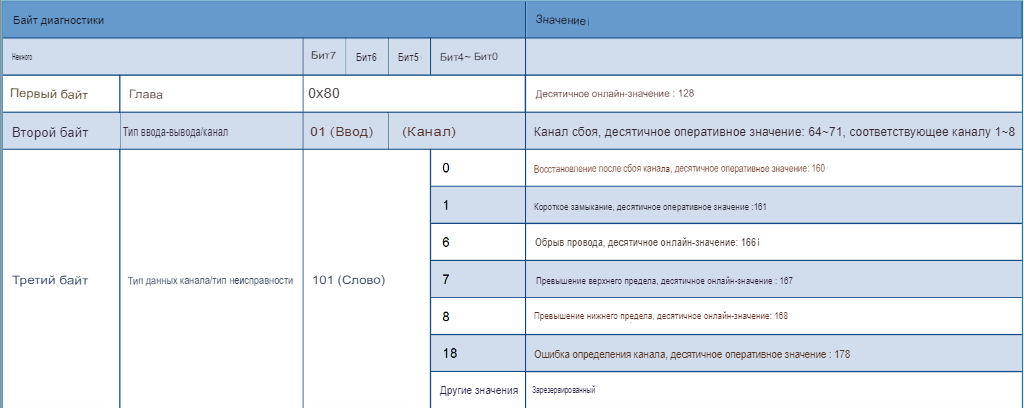 Байт диагностики Значение
Немного Бит7 Бит6 Бит5 Бит4~ Бит0
Первый байт Глава 0x80 Десятичное онлайн-значение : 128
Второй байт Тип ввода-вывода/канал 01 (Ввод) (Канал) Канал сбоя, десятичное оперативное значение: 64~71, соответствующее каналу 1~8
0 Восстановление после сбоя канала, десятичное оперативное значение: 160
1 Короткое замыкание, десятичное оперативное значение :161
6 Обрыв провода, десятичное онлайн-значение: 166
Третий байт Тип данных канала/тип неисправности 101 (Слово) 7 Превышение верхнего предела, десятичное онлайн-значение : 167
8 Превышение нижнего предела, десятичное онлайн-значение: 168
18 Ошибка определения канала, десятичное оперативное значение : 178
Другие значения Зарезервированный